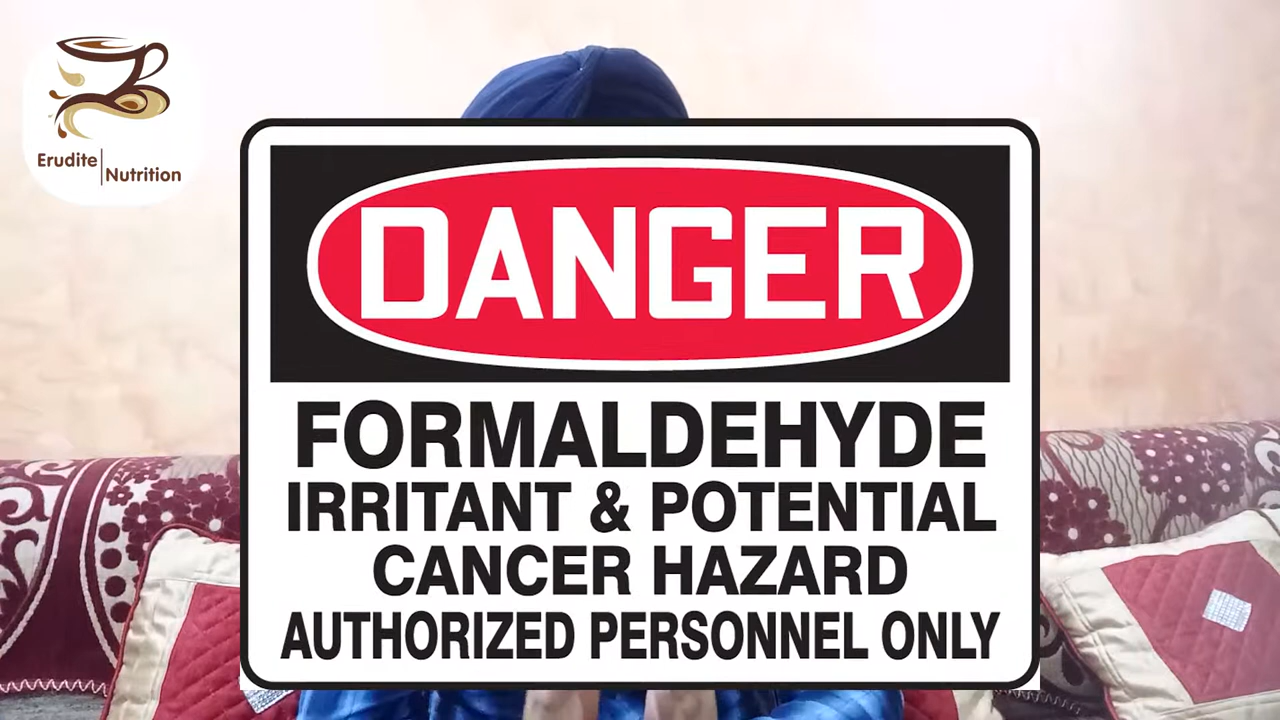 Erudite
Nutrition
DANGER
FORMALDEHYDE
IRRITANT & POTENTIAL
CANCER HAZARD
AUTHORIZED PERSONNEL ONLY